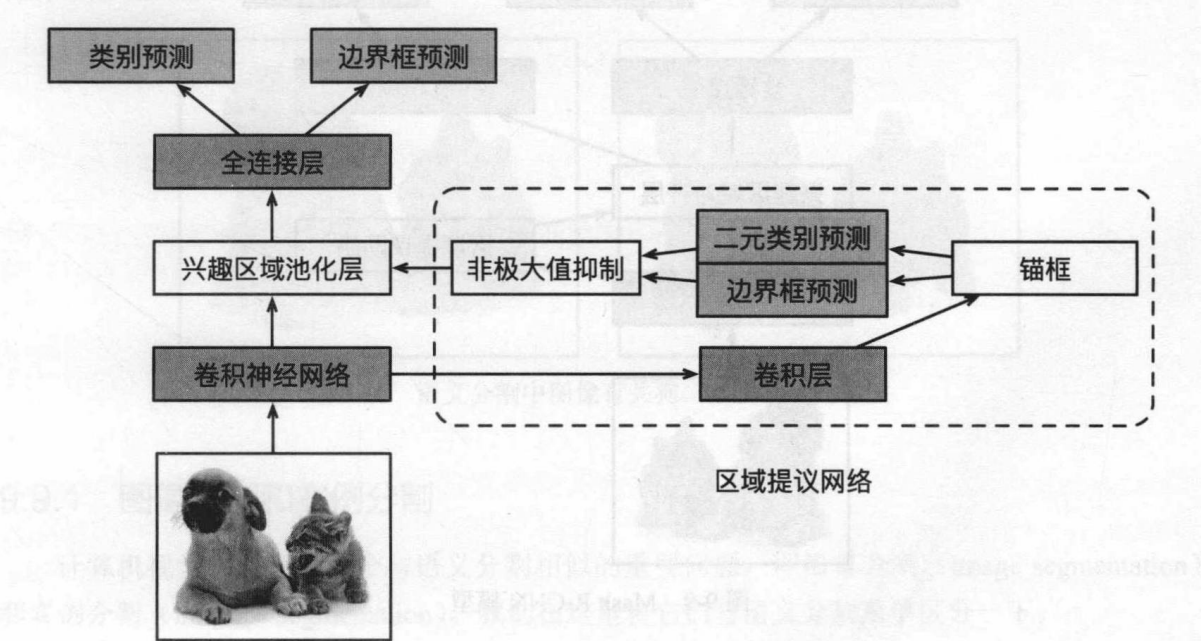 类别预测
边界框预测
全连接层
兴趣区域池化层
非极大值抑制
二元类别预测
边界框预测
锚框
卷积神经网络
卷积层
区域提议网络